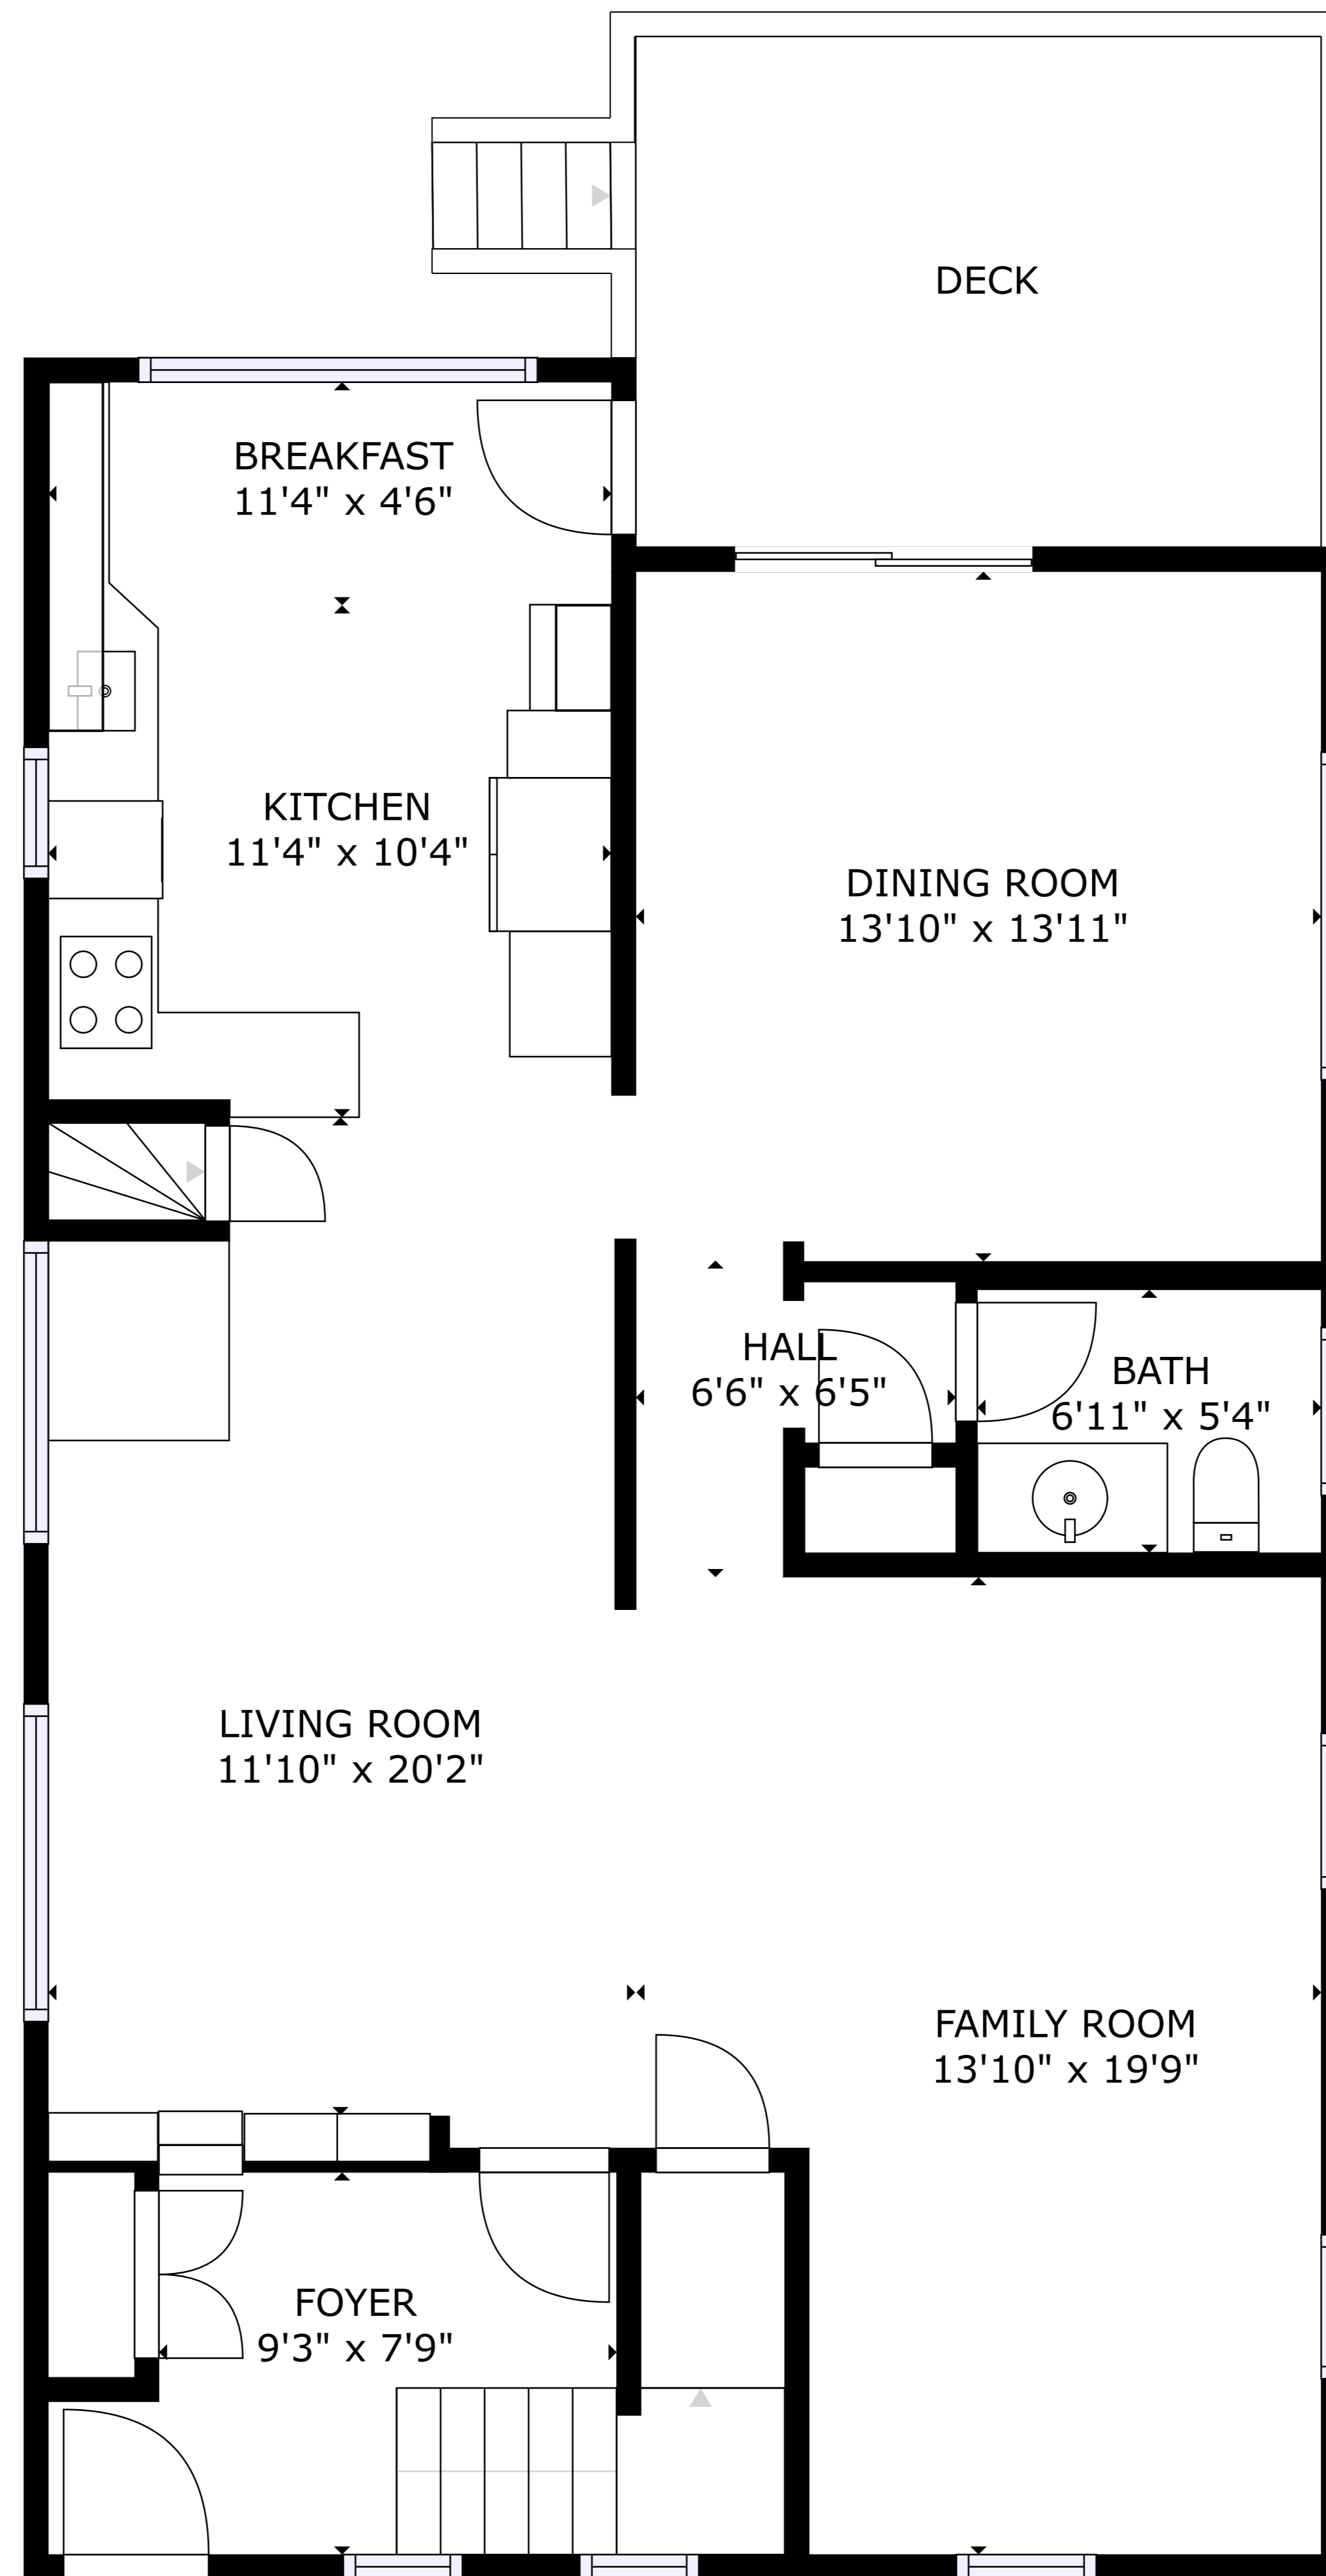 DECK
BREAKFAST
11'4" x 4'6"
KITCHEN
11'4" x 10'4"
DINING ROOM
13'10" x 13'11"
HALL
6'6" x 6'5"
BATH
6'11" x 5'4"
LIVING ROOM
11'10" x 20'2"
FAMILY ROOM
13'10" x 19'9"
FOYER
9'3" x 7'9"